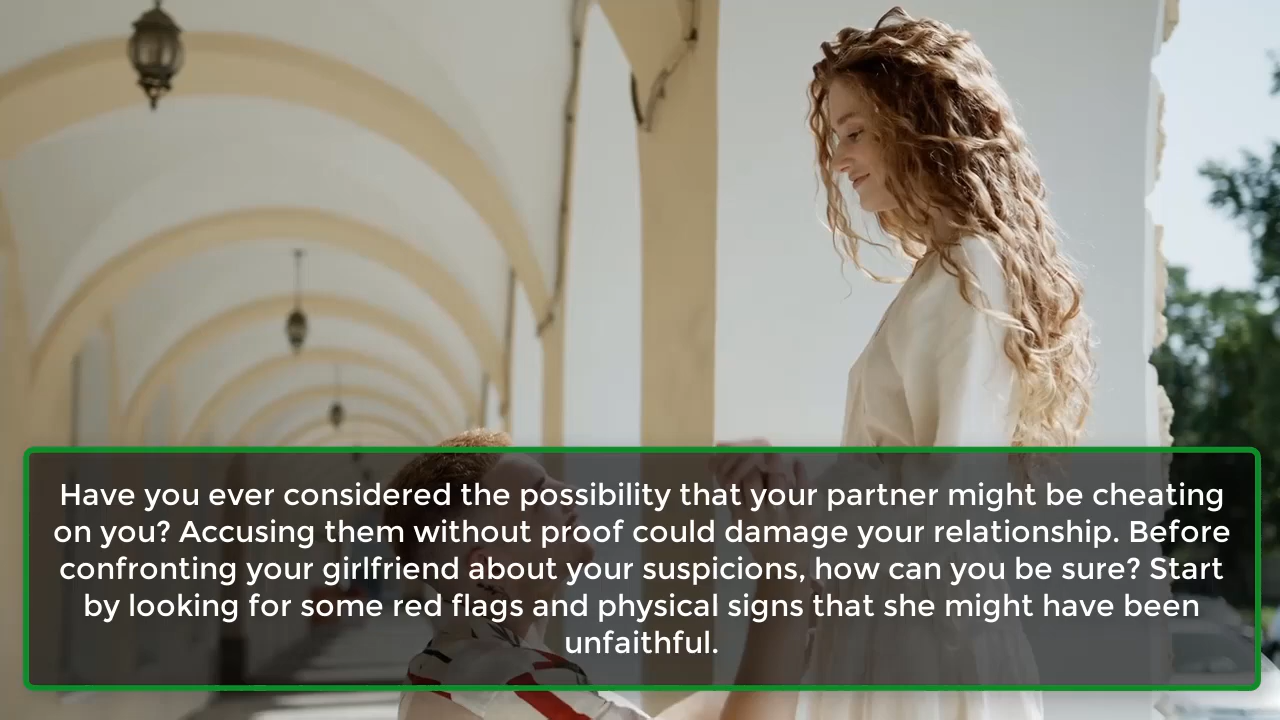 Have you ever considered the possibility that your partner might be cheating
on you? Accusing them without proof could damage your relationship. Before
confronting your girlfriend about your suspicions, how can you be sure? Start
by looking for some red flags and physical signs that she might have been
unfaithful.